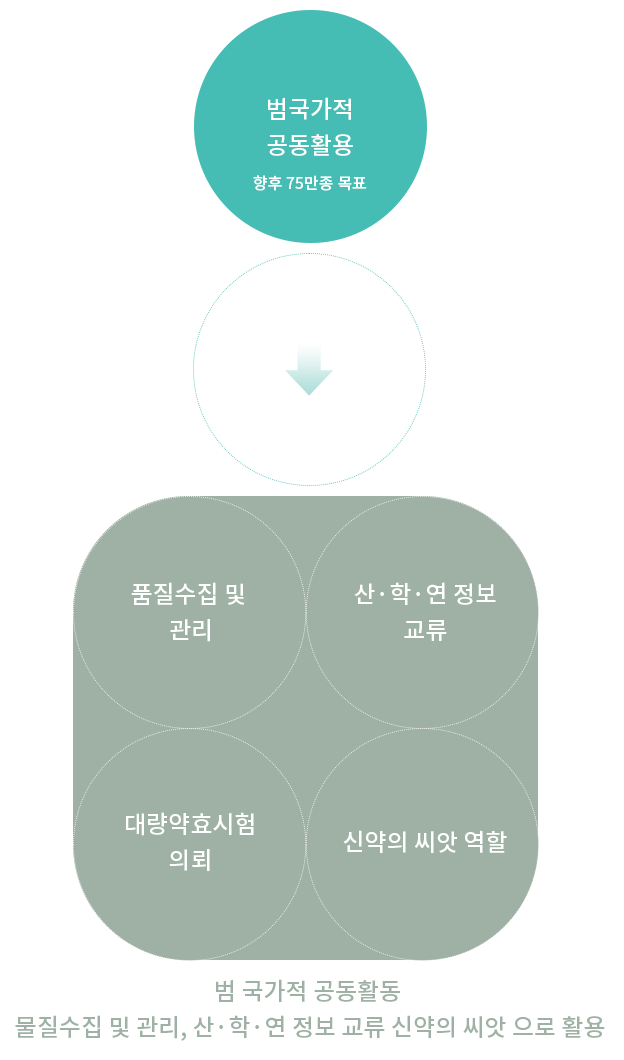 범국가적
공동활용
향후 75만종 목표
품질수집 및
관리
산·학·연 정보
교류
대량약효시험
의뢰
신약의 씨앗 역할
범 국가적 공동활동
물질수집 및 관리, 산·학·연 정보 교류 신약의 씨앗 으로 활용